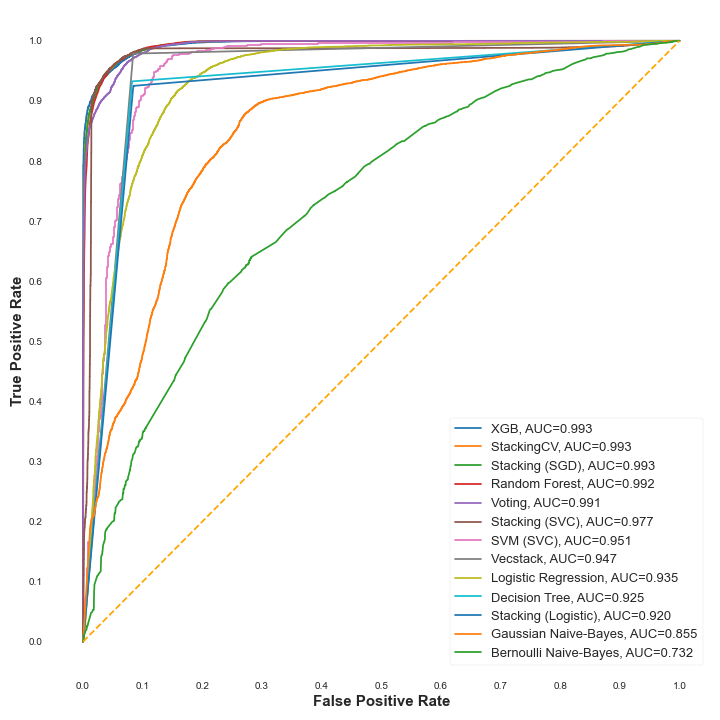 1.0
0.9
0.8
0.7
0.6
0.5
0.4
0.3
0.2
0.1
0.0
True Positive Rate
XGB, AUC=0.993
StackingCV, AUC=0.993
Stacking (SGD), AUC=0.993
Random Forest, AUC=0.992
Voting, AUC=0.991
Stacking (SVC), AUC=0.977
SVM (SVC), AUC=0.951
Vecstack, AUC=0.947
Logistic Regression, AUC=0.935
Decision Tree, AUC=0.925
Stacking (Logistic), AUC=0.920
Gaussian Naive-Bayes, AUC=0.855
Bernoulli Naive-Bayes, AUC=0.732
0.0 0.1 0.2 0.3 0.4 0.5 0.6 0.7 0.8 0.9 1.0
False Positive Rate